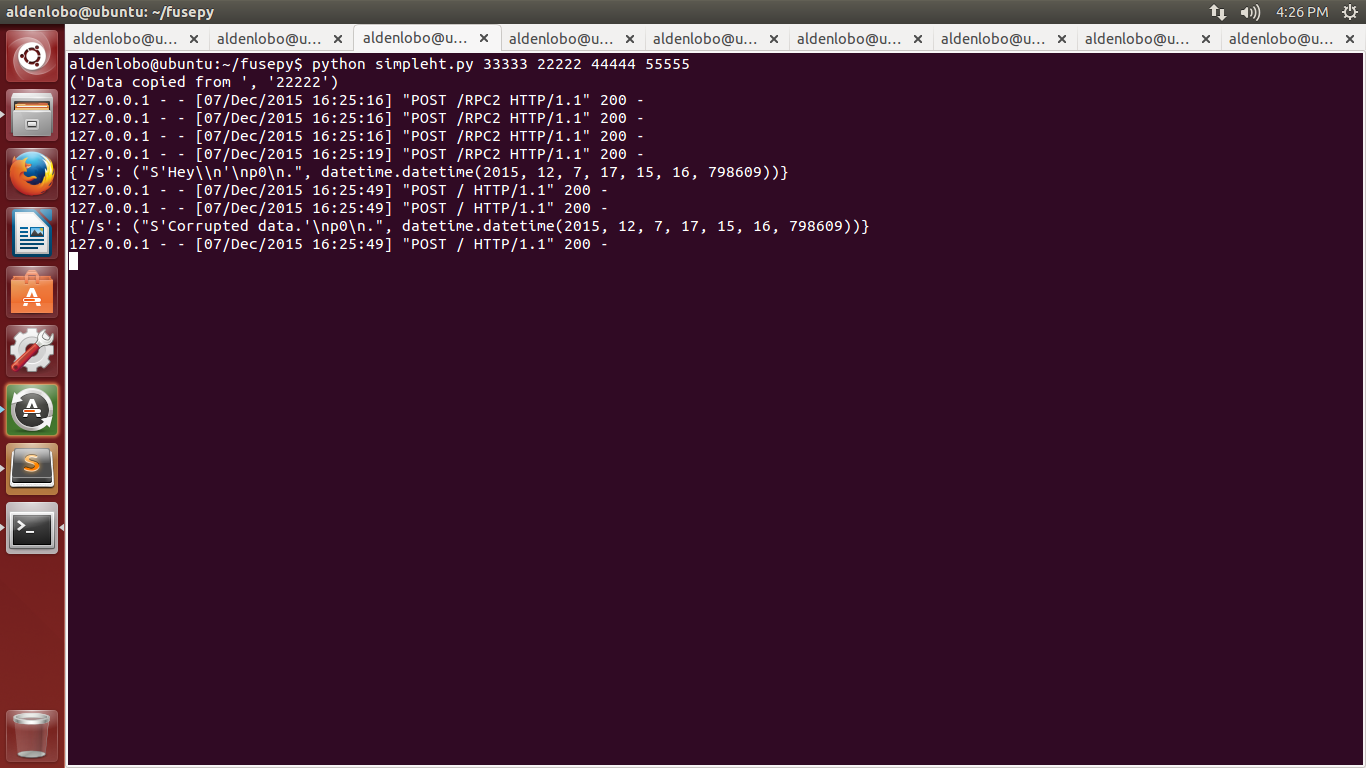 aldenlobo@ubuntu: ~/fusepy
4:26 PM
aldenlobo@u... × aldenlobo@u... × aldenlobo@u... × aldenlobo@u... × aldenlobo@u... × aldenlobo@u... × aldenlobo@u... × aldenlobo@u... × aldenlobo@u... ×
aldenlobo@ubuntu:~/fusepy$ python simpleht.py 33333 22222 44444 55555
('Data copied from ', '22222')
127.0.0.1 - - [07/Dec/2015 16:25:16] "POST /RPC2 HTTP/1.1" 200 -
127.0.0.1 - - [07/Dec/2015 16:25:16] "POST /RPC2 HTTP/1.1" 200 -
127.0.0.1 - - [07/Dec/2015 16:25:16] "POST /RPC2 HTTP/1.1" 200 -
127.0.0.1 - - [07/Dec/2015 16:25:19] "POST /RPC2 HTTP/1.1" 200 -
{'/s': ("S'Hey\\n'\np0\n.", datetime.datetime(2015, 12, 7, 17, 15, 16, 798609))}
127.0.0.1 - - [07/Dec/2015 16:25:49] "POST / HTTP/1.1" 200 -
127.0.0.1 - - [07/Dec/2015 16:25:49] "POST / HTTP/1.1" 200 -
{'/s': ("S'Corrupted data.'\np0\n.", datetime.datetime(2015, 12, 7, 17, 15, 16, 798609))}
127.0.0.1 - - [07/Dec/2015 16:25:49] "POST / HTTP/1.1" 200 -